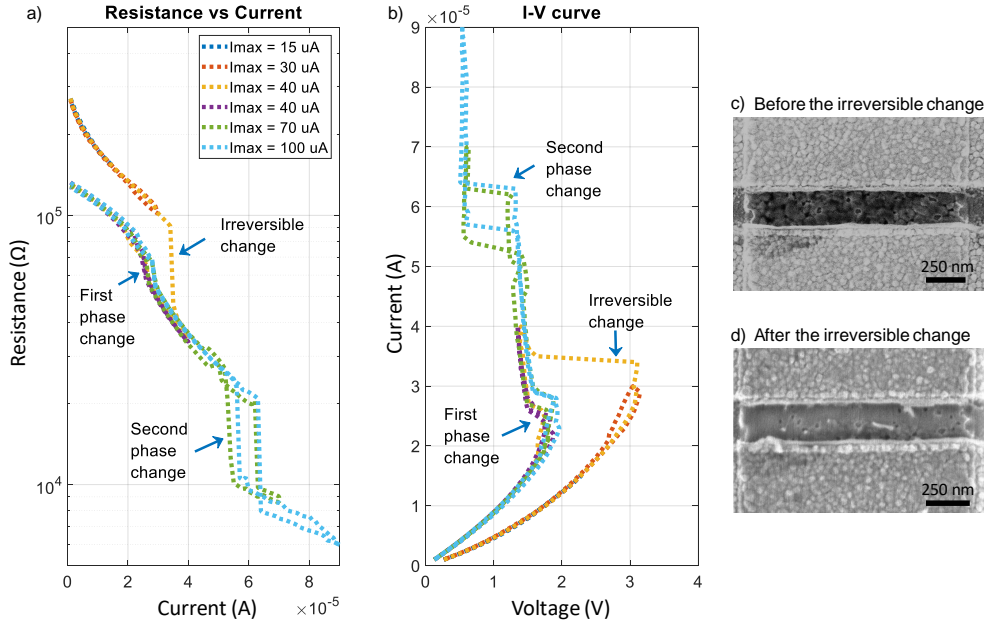 a) Resistance vs Current
Imax = 15 uA
Imax = 30 uA
Imax = 40 uA
Imax = 40 uA
Imax = 70 uA
Imax = 100 uA
Irreversible
change
First
phase
change
Second
phase
change
10⁵
10⁴
Resistance (Ω)
0 2 4 6 8
×10⁻⁵
Current (A)
b) I-V curve
×10⁻⁵
9
8
7
6
5
4
3
2
1
0
Current (A)
Second
phase
change
Irreversible
change
First
phase
change
0 1 2 3 4
Voltage (V)
c) Before the irreversible change
250 nm
d) After the irreversible change
250 nm